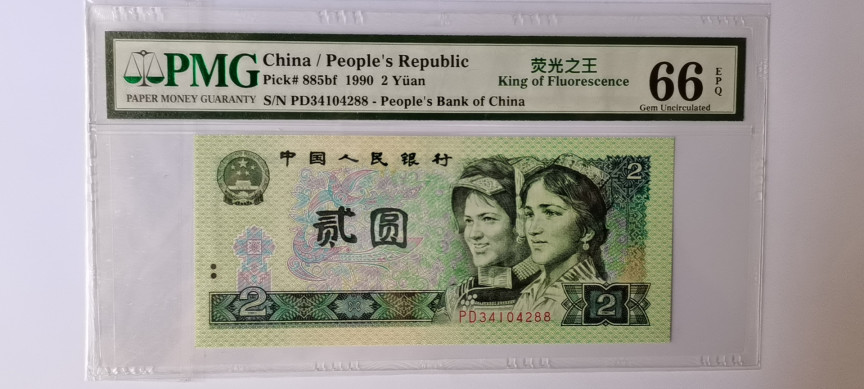 PMG
PAPER MONEY GUARANTY
China / People's Republic
Pick# 885bf 1990 2 Yüan
S/N PD34104288 - People's Bank of China
荧光之王
King of Fluorescence
66 EPQ
Gem Uncirculated
中国人民银行
2
贰圆
2
PD34104288
2